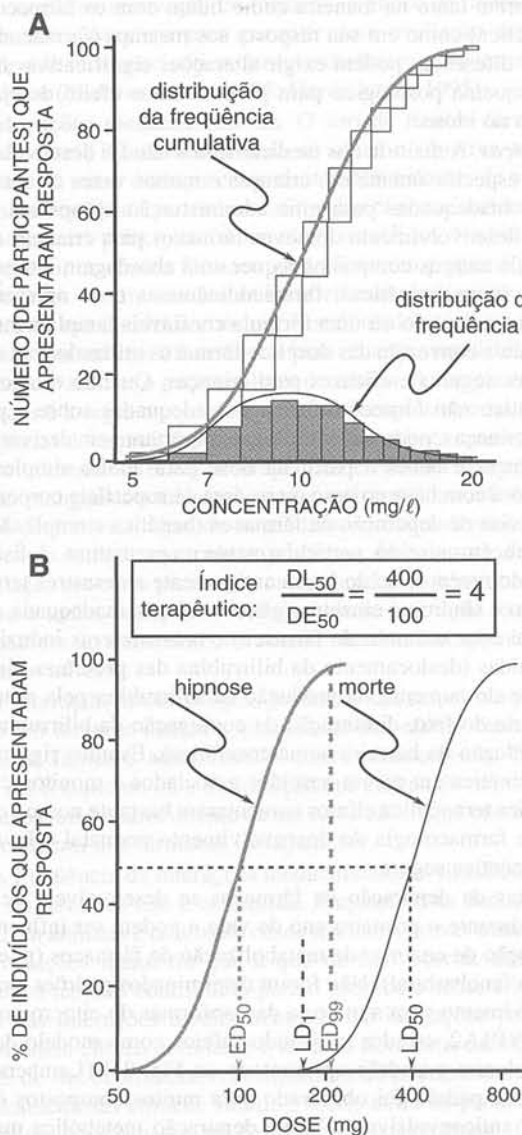 A
NÚMERO (DE PARTICIPANTES) QUE
APRESENTARAM RESPOSTA
100
80
60
40
20
0
distribuição
da freqüência
cumulativa
distribuição d
freqüência
5
7
10
20
CONCENTRAÇÃO (mg/ℓ)
B
Índice
terapêutico:
DL50
DE50
=
400
100
= 4
% DE INDIVÍDUOS QUE APRESENTARAM
RESPOSTA
100
80
60
40
20
0
hipnose
morte
ED50
LD1
ED99
LD50
50
100
200
400
800
DOSE (mg)